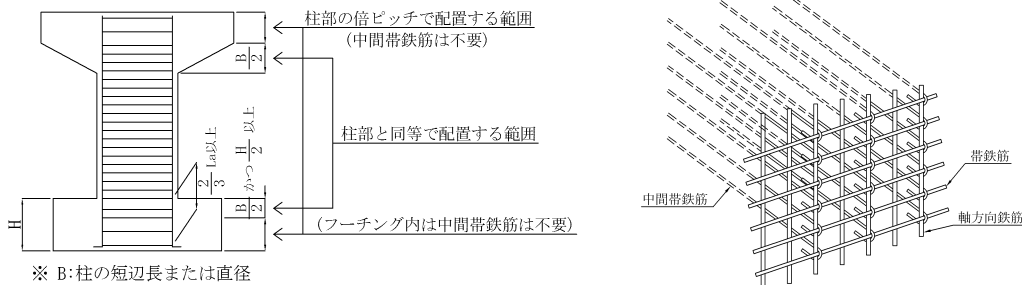 柱部の倍ピッチで配置する範囲
(中間帯鉄筋は不要)
B/2
柱部と同等で配置する範囲
2/3 La以上
かつ H/2 以上
B/2
H
(フーチング内は中間帯鉄筋は不要)
※ B:柱の短辺長または直径
中間帯鉄筋
帯鉄筋
軸方向鉄筋